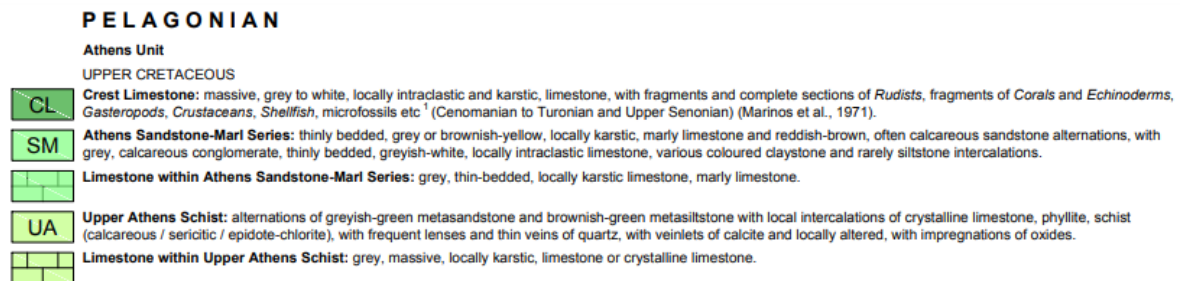 PELAGONIAN
Athens Unit
UPPER CRETACEOUS
CL
Crest Limestone: massive, grey to white, locally intraclastic and karstic, limestone, with fragments and complete sections of Rudists, fragments of Corals and Echinoderms,
Gasteropods, Crustaceans, Shellfish, microfossils etc ¹ (Cenomanian to Turonian and Upper Senonian) (Marinos et al., 1971).
SM
Athens Sandstone-Marl Series: thinly bedded, grey or brownish-yellow, locally karstic, marly limestone and reddish-brown, often calcareous sandstone alternations, with
grey, calcareous conglomerate, thinly bedded, greyish-white, locally intraclastic limestone, various coloured claystone and rarely siltstone intercalations.
Limestone within Athens Sandstone-Marl Series: grey, thin-bedded, locally karstic limestone, marly limestone.
UA
Upper Athens Schist: alternations of greyish-green metasandstone and brownish-green metasiltstone with local intercalations of crystalline limestone, phyllite, schist
(calcareous / sericitic / epidote-chlorite), with frequent lenses and thin veins of quartz, with veinlets of calcite and locally altered, with impregnations of oxides.
Limestone within Upper Athens Schist: grey, massive, locally karstic, limestone or crystalline limestone.